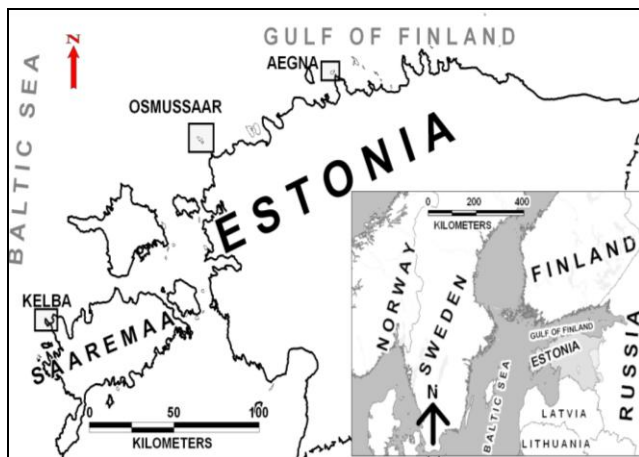 GULF OF FINLAND
AEGNA
N
BALTIC SEA
OSMUSSAAR
ESTONIA
KELBA
SAAREMAA
0 50 100
KILOMETERS
0 200 400
KILOMETERS
NORWAY
SWEDEN
FINLAND
GULF OF FINLAND
ESTONIA
RUSSIA
BALTIC SEA
LATVIA
LITHUANIA
N